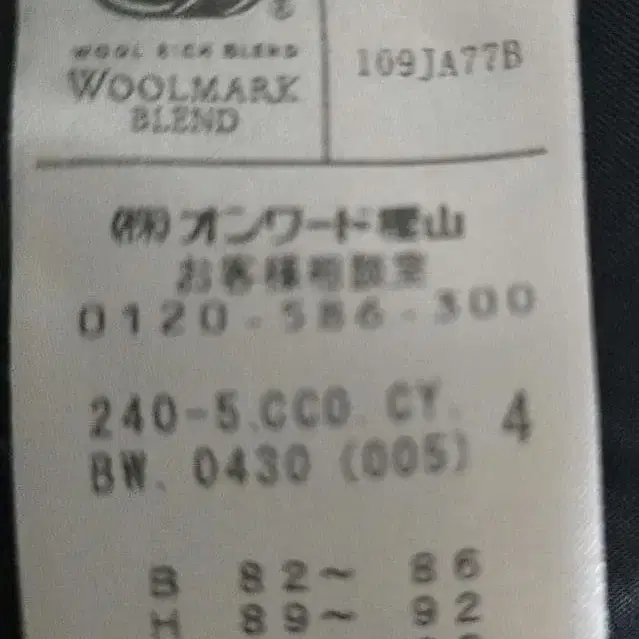 WOOL RICH BLEND
WOOLMARK
BLEND
109JA77B
㈱オンワード樫山
お客様相談室
0120-586-300
240-5.CCO.CY. 4
BW. 0430 (005)
B 82~ 86
H 89~ 92